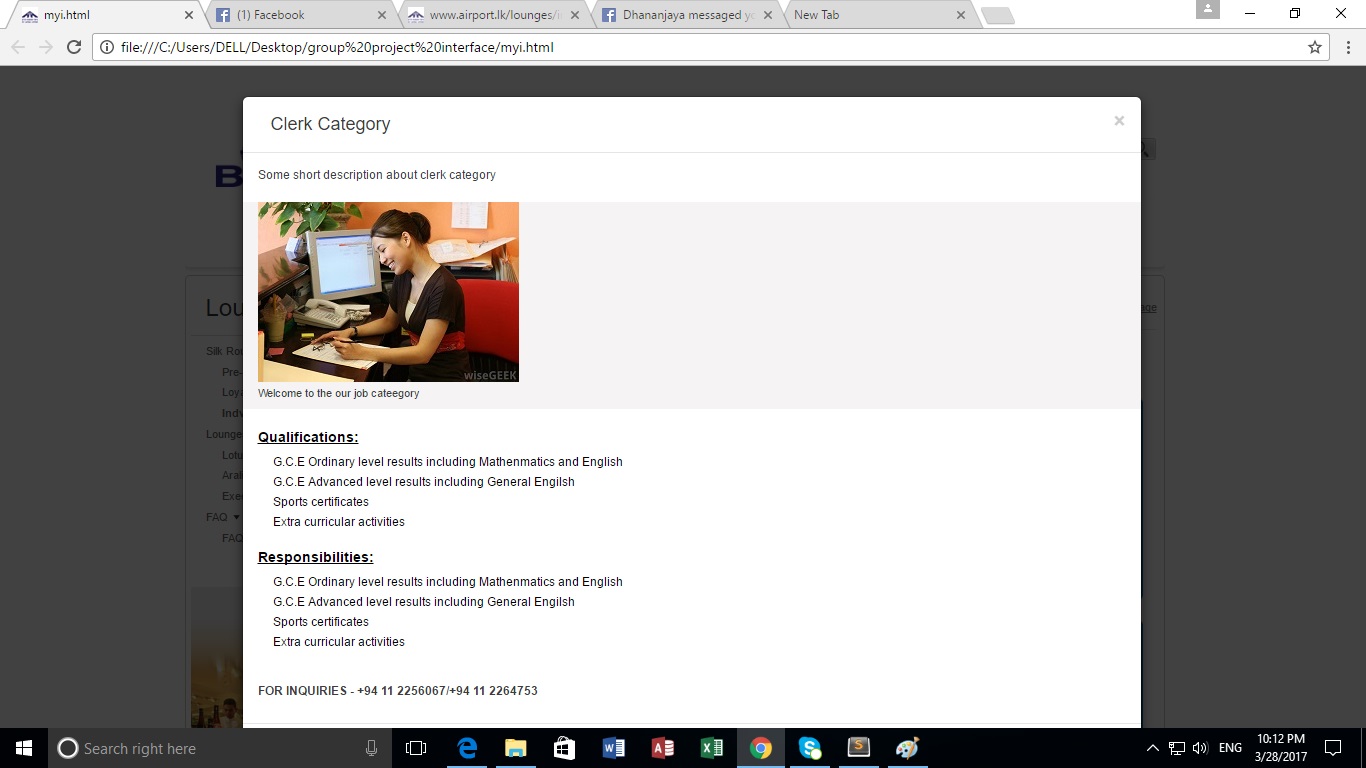 myi.html
(1) Facebook
www.airport.lk/lounges/i
Dhananjaya messaged yo
New Tab
file:///C:/Users/DELL/Desktop/group%20project%20interface/myi.html
Clerk Category
×
B
Some short description about clerk category
wiseGEEK
Welcome to the our job cateegory
Lou
Silk Rou
Pre-
Loya
Indv
Lounge
Lotu
Arali
Exe
FAQ
FAQ
Qualifications:
G.C.E Ordinary level results including Mathenmatics and English
G.C.E Advanced level results including General Engilsh
Sports certificates
Extra curricular activities
Responsibilities:
G.C.E Ordinary level results including Mathenmatics and English
G.C.E Advanced level results including General Engilsh
Sports certificates
Extra curricular activities
FOR INQUIRIES - +94 11 2256067/+94 11 2264753
Search right here
ENG
10:12 PM
3/28/2017